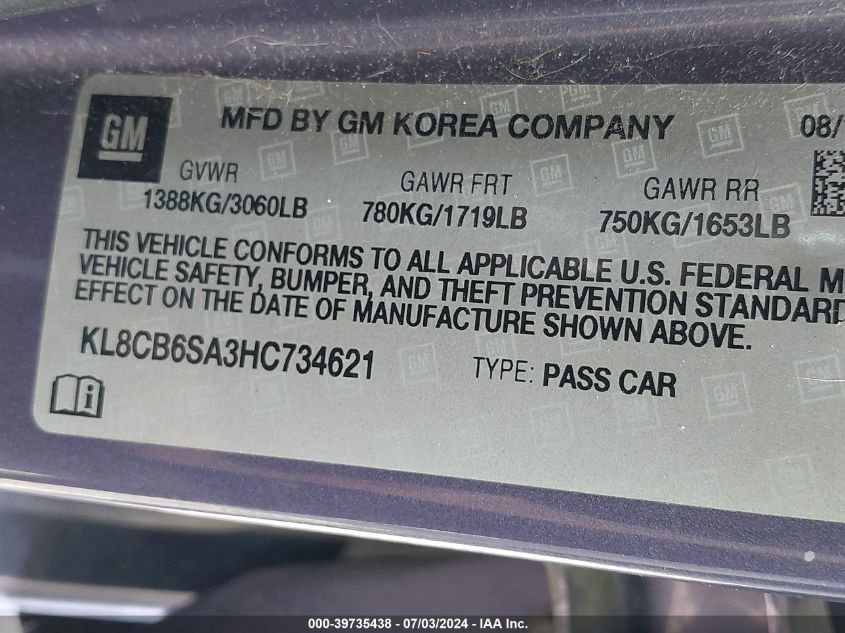 GM
MFD BY GM KOREA COMPANY
08/
GVWR
1388KG/3060LB
GAWR FRT
780KG/1719LB
GAWR RR
750KG/1653LB
THIS VEHICLE CONFORMS TO ALL APPLICABLE U.S. FEDERAL M
VEHICLE SAFETY, BUMPER, AND THEFT PREVENTION STANDARD
EFFECT ON THE DATE OF MANUFACTURE SHOWN ABOVE.
KL8CB6SA3HC734621
TYPE: PASS CAR
000-39735438 - 07/03/2024 - IAA Inc.